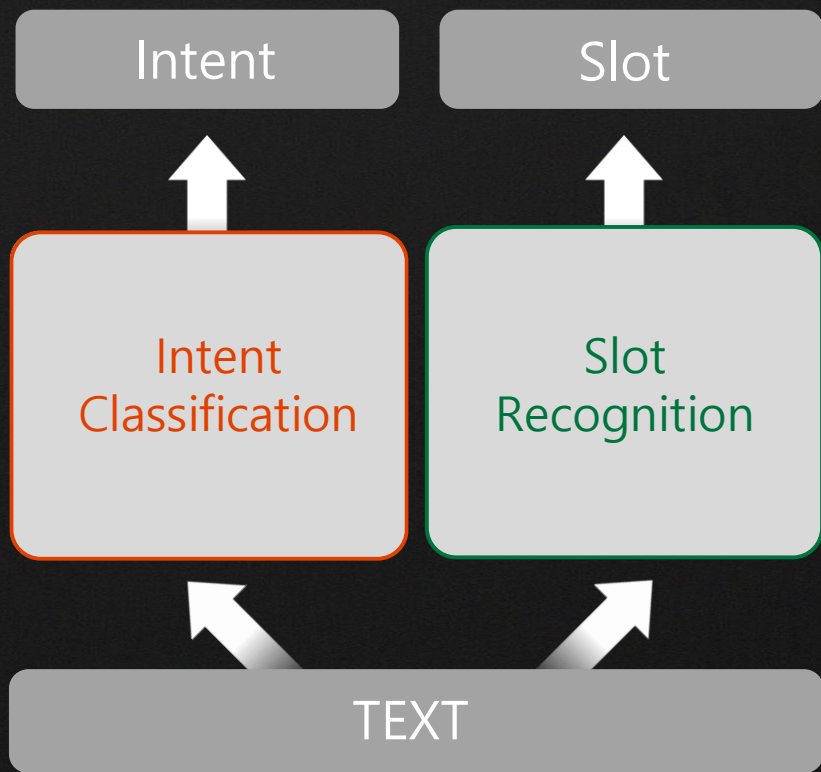 Intent
Slot
Intent
Classification
Slot
Recognition
TEXT